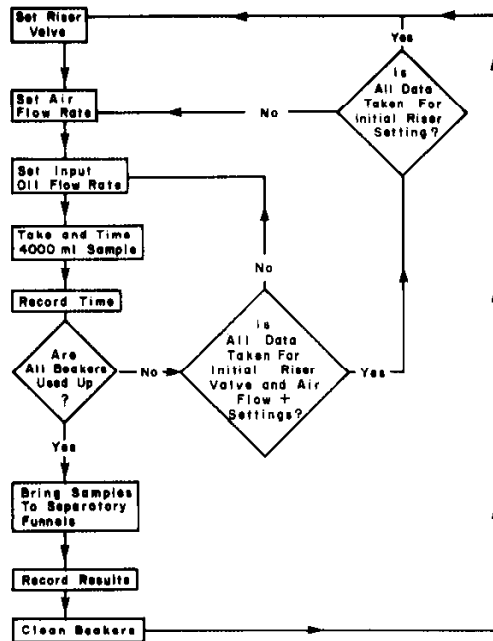 Set Riser
Valve
Set Air
Flow Rate
Set Input
Oil Flow Rate
Take and Time
4000 ml Sample
Record Time
Are
All Beakers
Used Up
?
No
Yes
Bring Samples
To Separatory
Funnels
Record Results
Clean Beakers
Is
All Data
Taken For
Initial Riser
Valve and Air
Flow +
Settings?
No
Yes
Is
All Data
Taken For
Initial Riser
Setting?
No
Yes